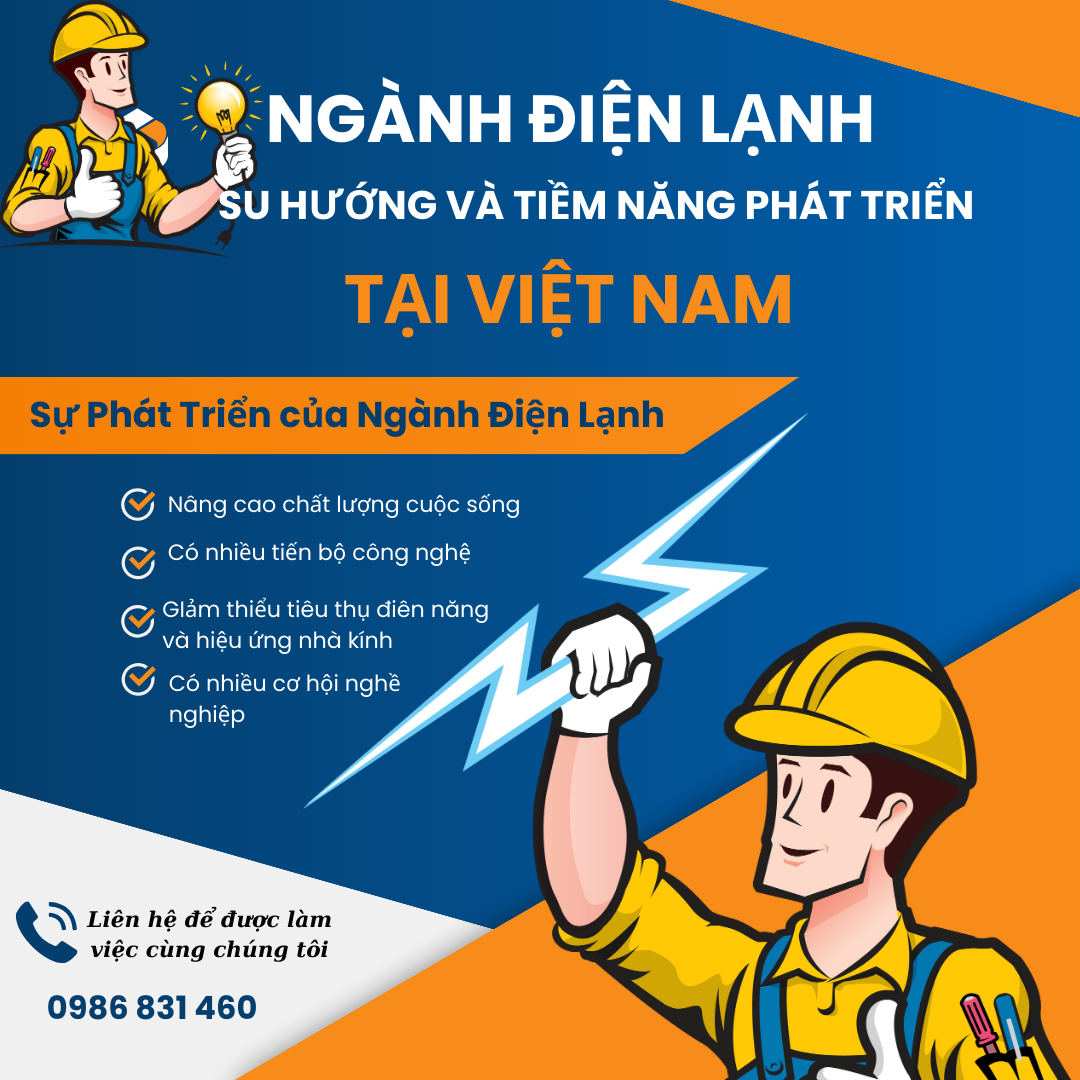 NGÀNH ĐIỆN LẠNH
SU HƯỚNG VÀ TIỀM NĂNG PHÁT TRIỂN
TẠI VIỆT NAM
Sự Phát Triển của Ngành Điện Lạnh
Nâng cao chất lượng cuộc sống
Có nhiều tiến bộ công nghệ
Giảm thiểu tiêu thụ điên năng
và hiệu ứng nhà kính
Có nhiều cơ hội nghề
nghiệp
Liên hệ để được làm
việc cùng chúng tôi
0986 831 460